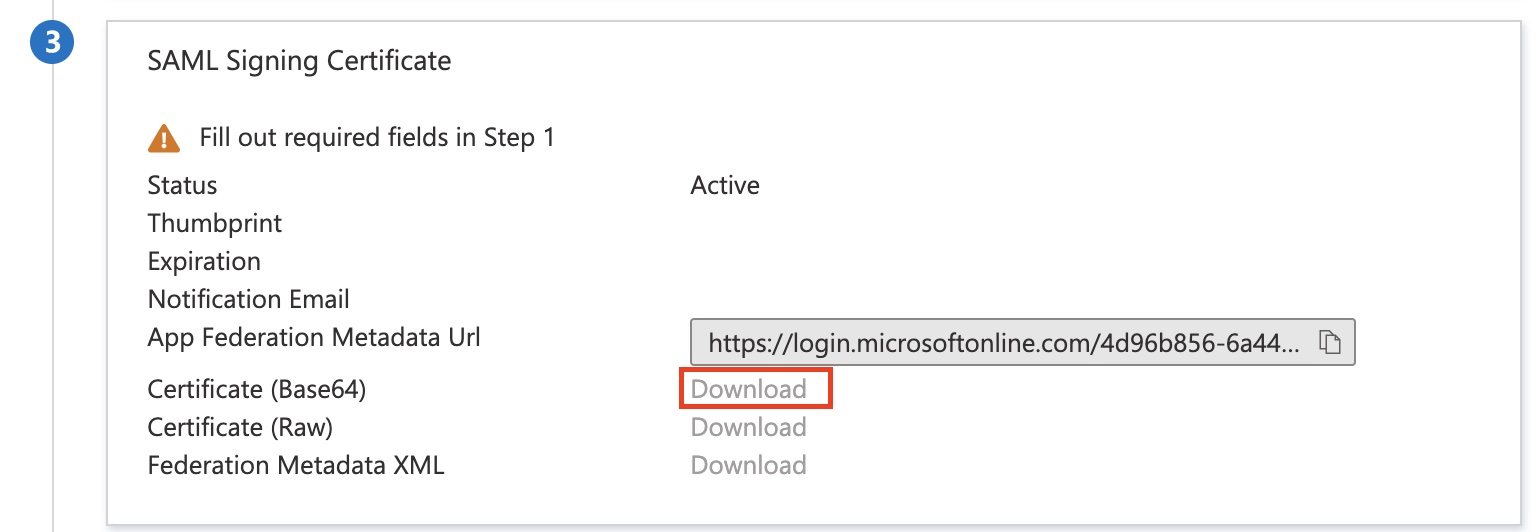 3
SAML Signing Certificate
Fill out required fields in Step 1
Status Active
Thumbprint
Expiration
Notification Email
App Federation Metadata Url https://login.microsoftonline.com/4d96b856-6a44...
Certificate (Base64) Download
Certificate (Raw) Download
Federation Metadata XML Download